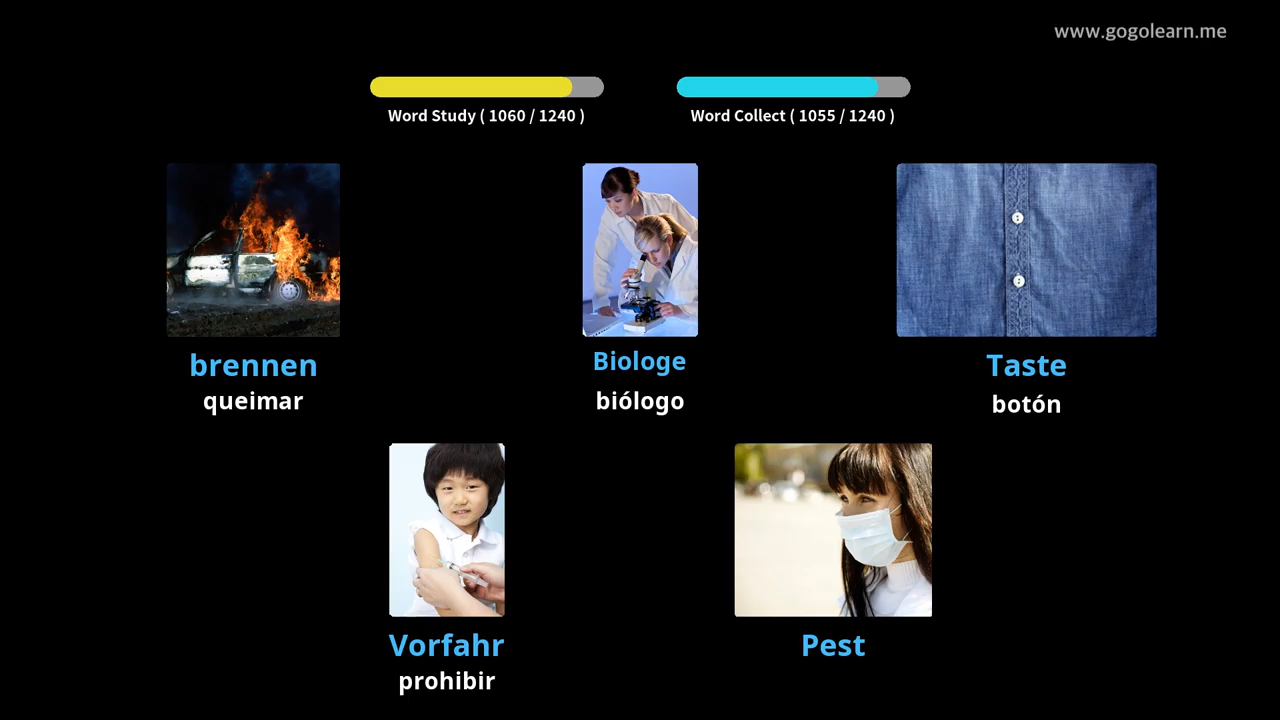 www.gogolearn.me
Word Study ( 1060 / 1240 )
Word Collect ( 1055 / 1240 )
brennen
queimar
Biologe
biólogo
Taste
botón
Vorfahr
prohibir
Pest